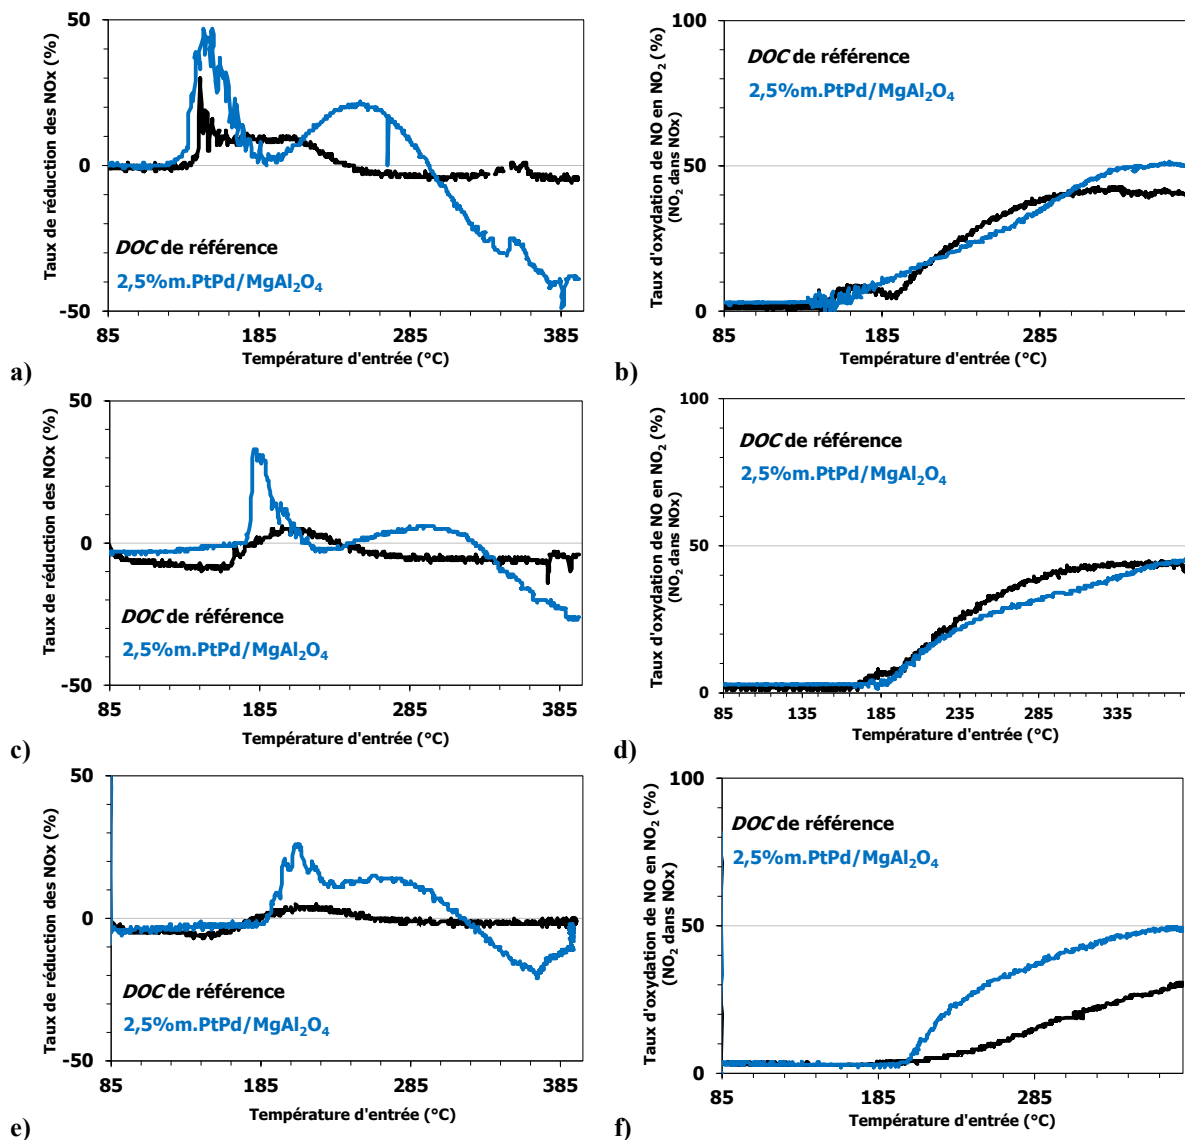 50
0
-50
Taux de réduction des NOx (%)
DOC de référence
2,5%m.PtPd/MgAl2O4
85 185 285 385
Température d'entrée (°C)
a)
100
50
0
Taux d'oxydation de NO en NO2 (%)
(NO2 dans NOx)
DOC de référence
2,5%m.PtPd/MgAl2O4
85 185 285
Température d'entrée (°C)
b)
50
0
-50
Taux de réduction des NOx (%)
DOC de référence
2,5%m.PtPd/MgAl2O4
85 185 285 385
Température d'entrée (°C)
c)
100
50
0
Taux d'oxydation de NO en NO2 (%)
(NO2 dans NOx)
DOC de référence
2,5%m.PtPd/MgAl2O4
85 135 185 235 285 335
Température d'entrée (°C)
d)
50
0
-50
Taux de réduction des NOx (%)
DOC de référence
2,5%m.PtPd/MgAl2O4
85 185 285 385
Température d'entrée (°C)
e)
100
50
0
Taux d'oxydation de NO en NO2 (%)
(NO2 dans NOx)
DOC de référence
2,5%m.PtPd/MgAl2O4
85 185 285
Température d'entrée (°C)
f)